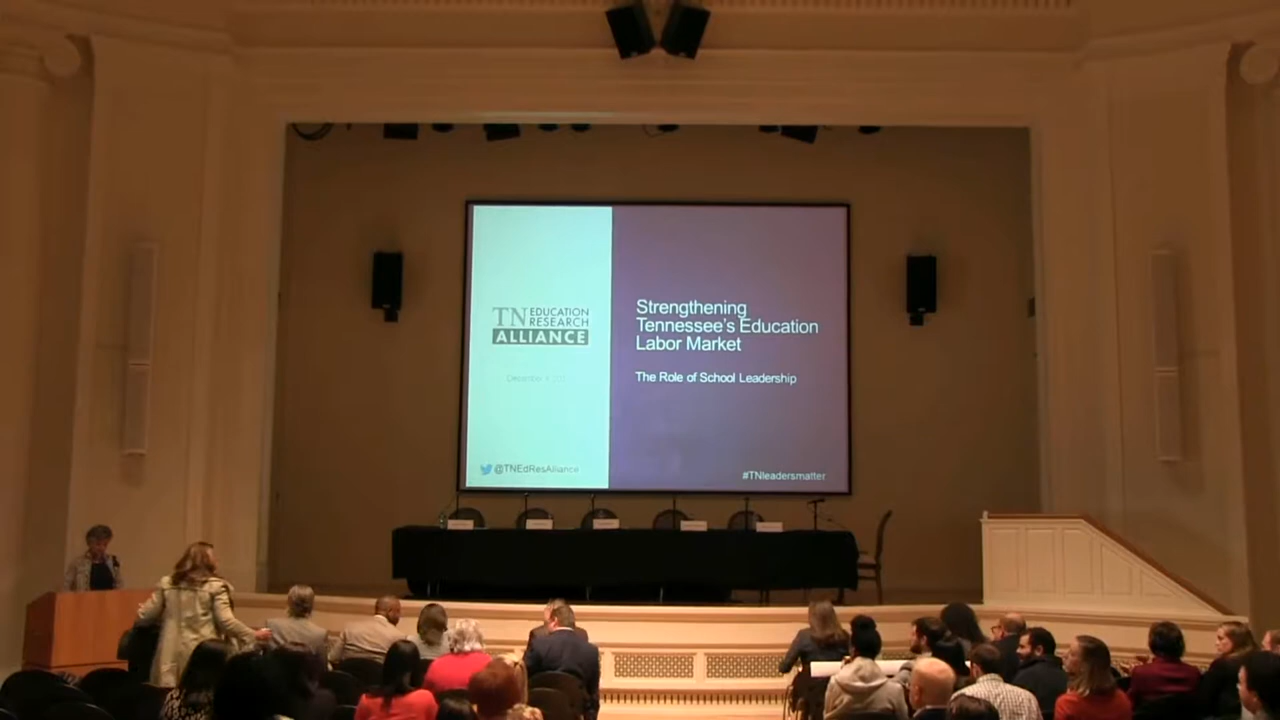 TN EDUCATION
RESEARCH
ALLIANCE
@TNEdResAlliance
Strengthening
Tennessee's Education
Labor Market
The Role of School Leadership
#TNleadersmatter